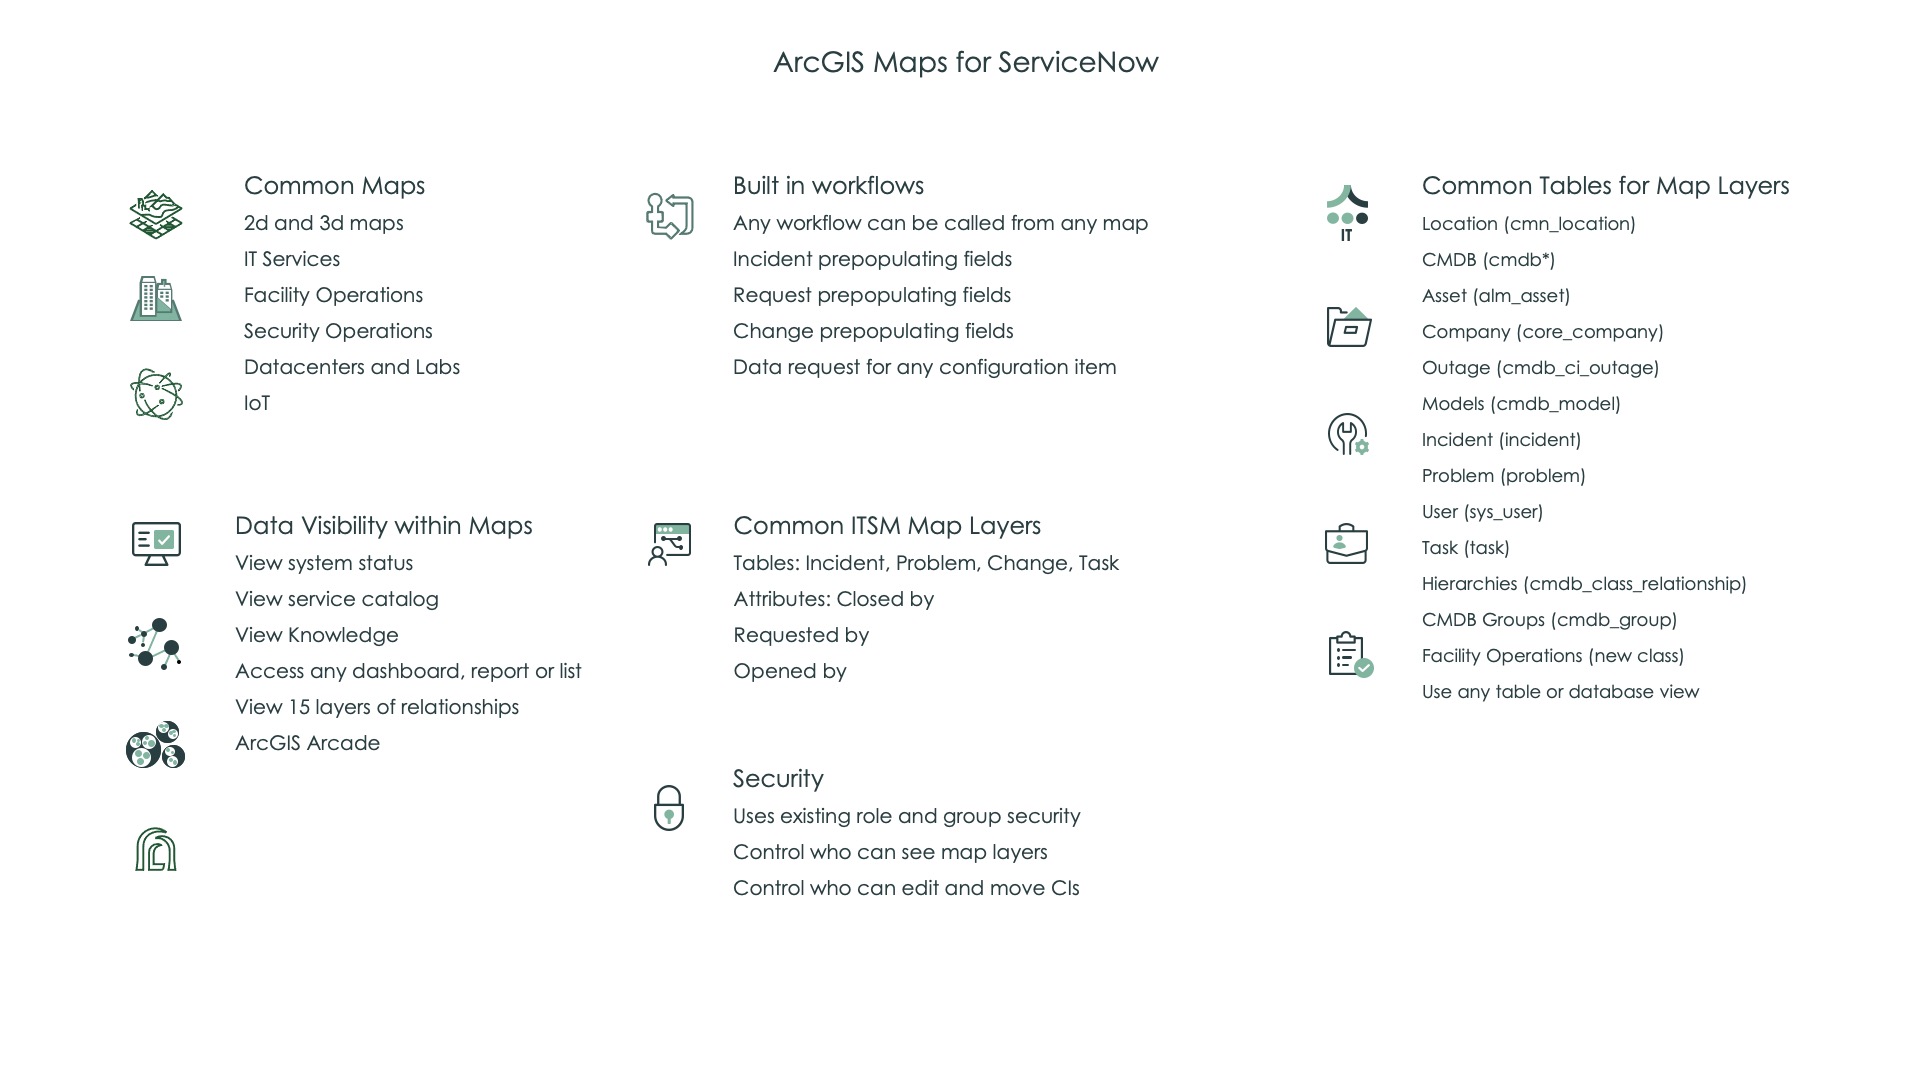 ArcGIS Maps for ServiceNow
Common Maps
2d and 3d maps
IT Services
Facility Operations
Security Operations
Datacenters and Labs
IoT
Data Visibility within Maps
View system status
View service catalog
View Knowledge
Access any dashboard, report or list
View 15 layers of relationships
ArcGIS Arcade
Built in workflows
Any workflow can be called from any map
Incident prepopulating fields
Request prepopulating fields
Change prepopulating fields
Data request for any configuration item
Common ITSM Map Layers
Tables: Incident, Problem, Change, Task
Attributes: Closed by
Requested by
Opened by
Security
Uses existing role and group security
Control who can see map layers
Control who can edit and move CIs
IT
Common Tables for Map Layers
Location (cmn_location)
CMDB (cmdb*)
Asset (alm_asset)
Company (core_company)
Outage (cmdb_ci_outage)
Models (cmdb_model)
Incident (incident)
Problem (problem)
User (sys_user)
Task (task)
Hierarchies (cmdb_class_relationship)
CMDB Groups (cmdb_group)
Facility Operations (new class)
Use any table or database view